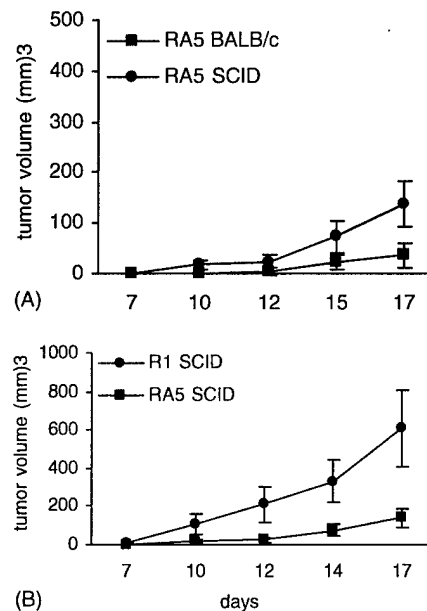 500
400
300
200
100
0
tumor volume (mm)3
RA5 BALB/c
RA5 SCID
(A)
7 10 12 15 17
1000
800
600
400
200
0
tumor volume (mm)3
R1 SCID
RA5 SCID
7 10 12 14 17
(B)
days